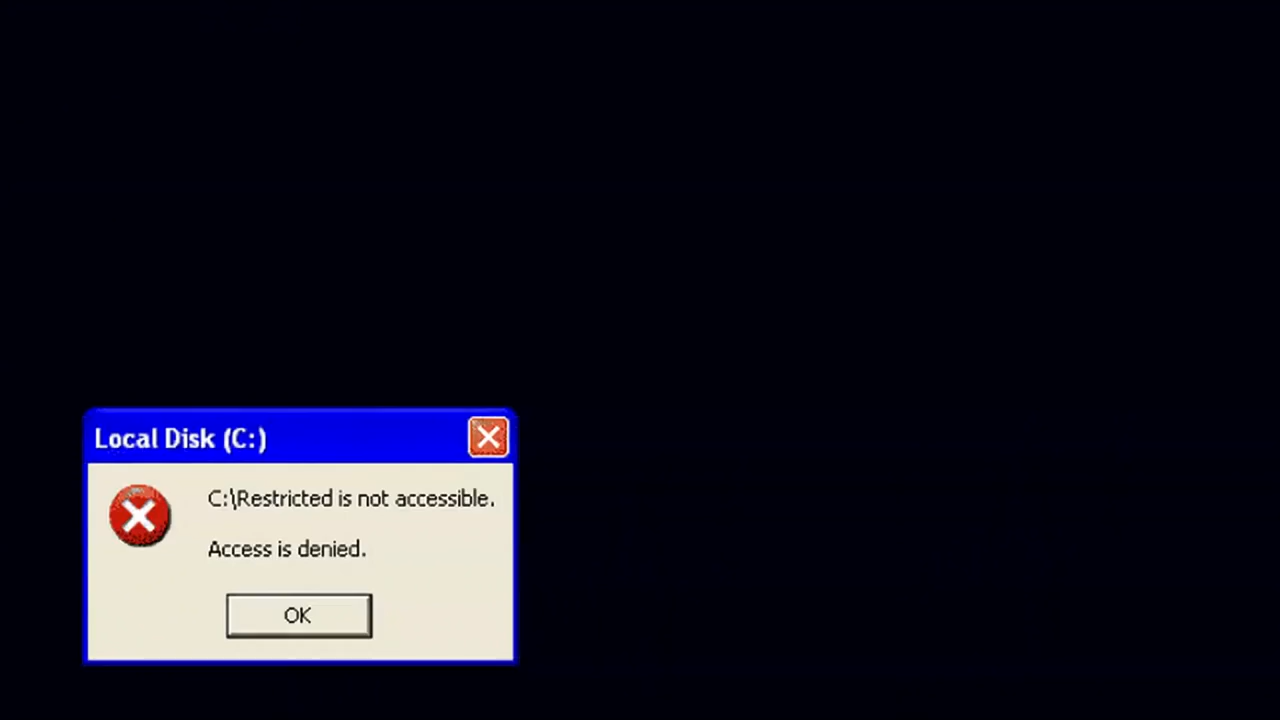 Local Disk (C:)
C:\Restricted is not accessible.
Access is denied.
OK